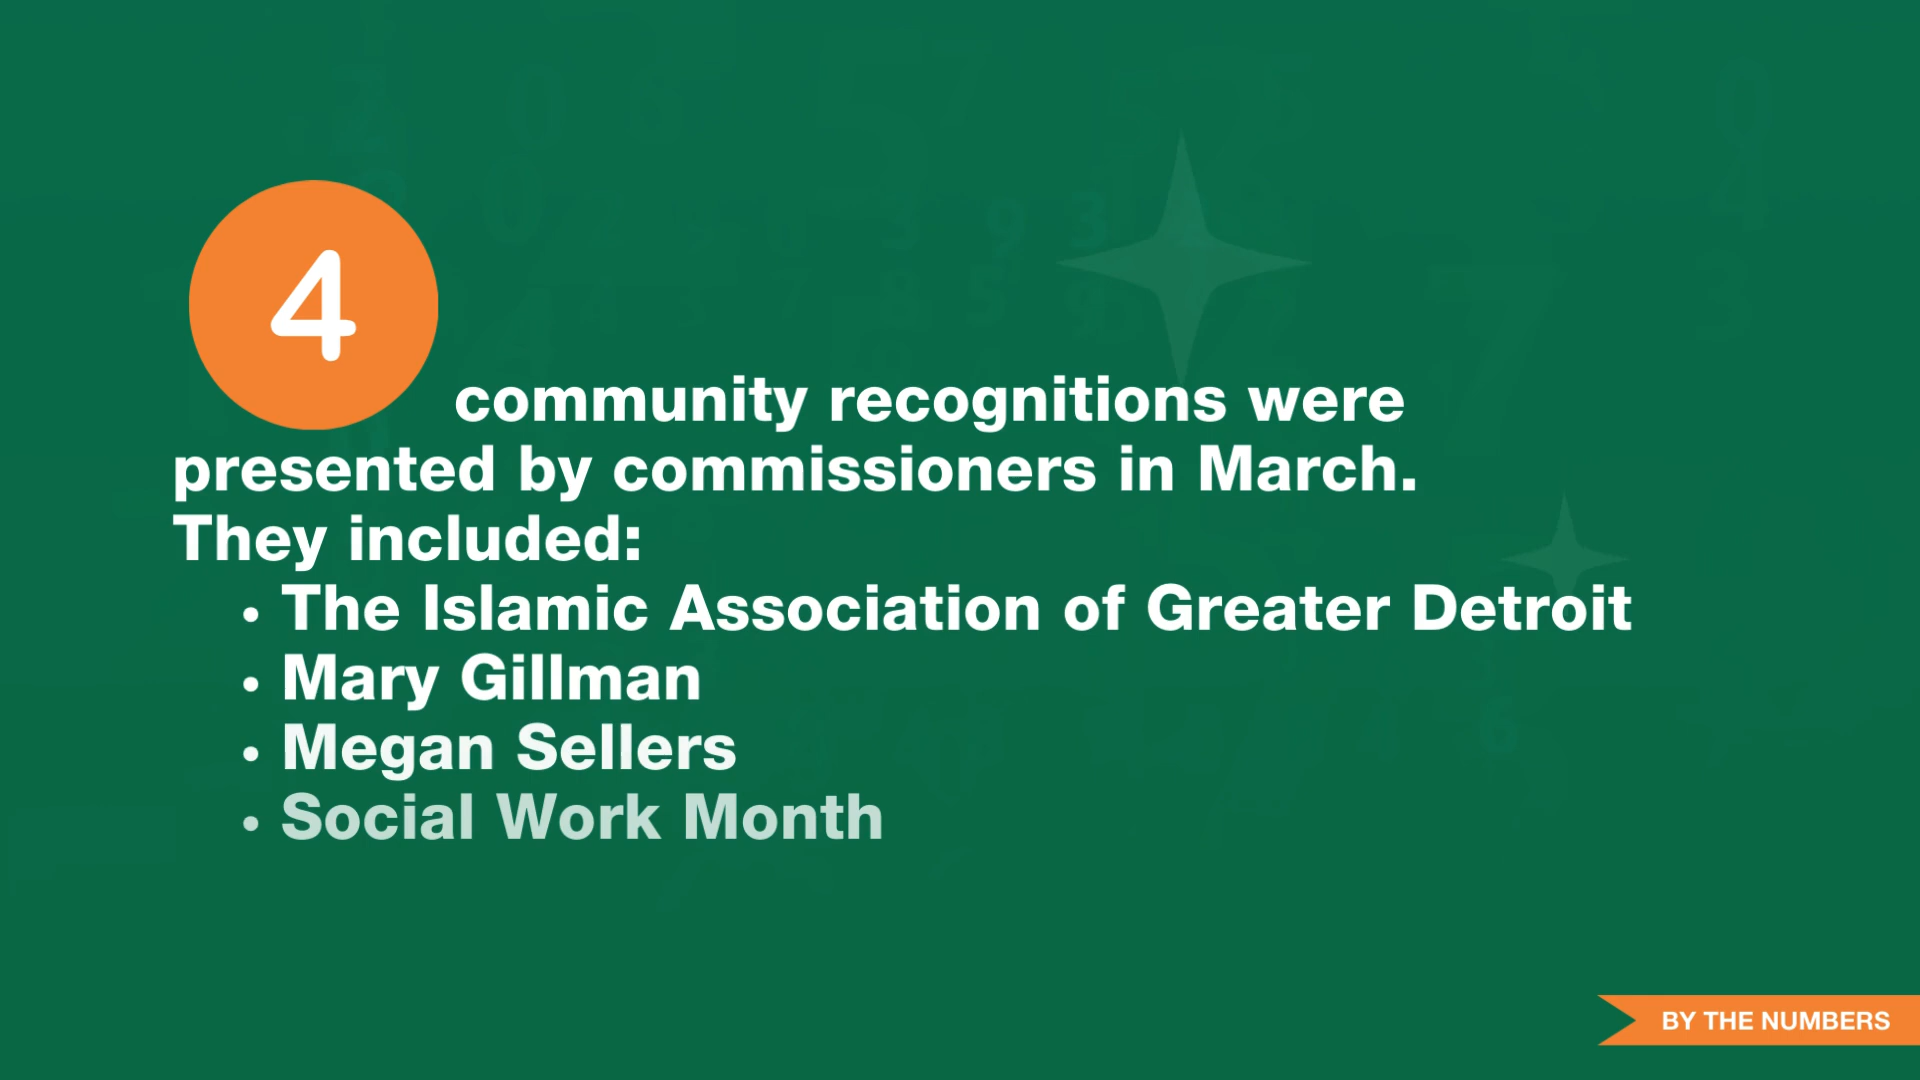 4
community recognitions were
presented by commissioners in March.
They included:
• The Islamic Association of Greater Detroit
• Mary Gillman
• Megan Sellers
• Social Work Month
BY THE NUMBERS